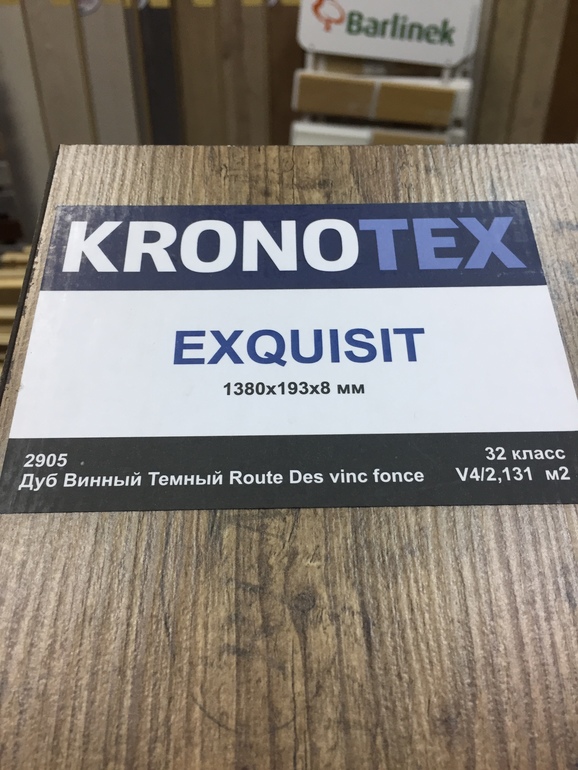 Barlinek
KRONOTEX
EXQUISIT
1380x193x8 мм
2905 32 класс
Дуб Винный Темный Route Des vinc fonce V4/2,131 м2